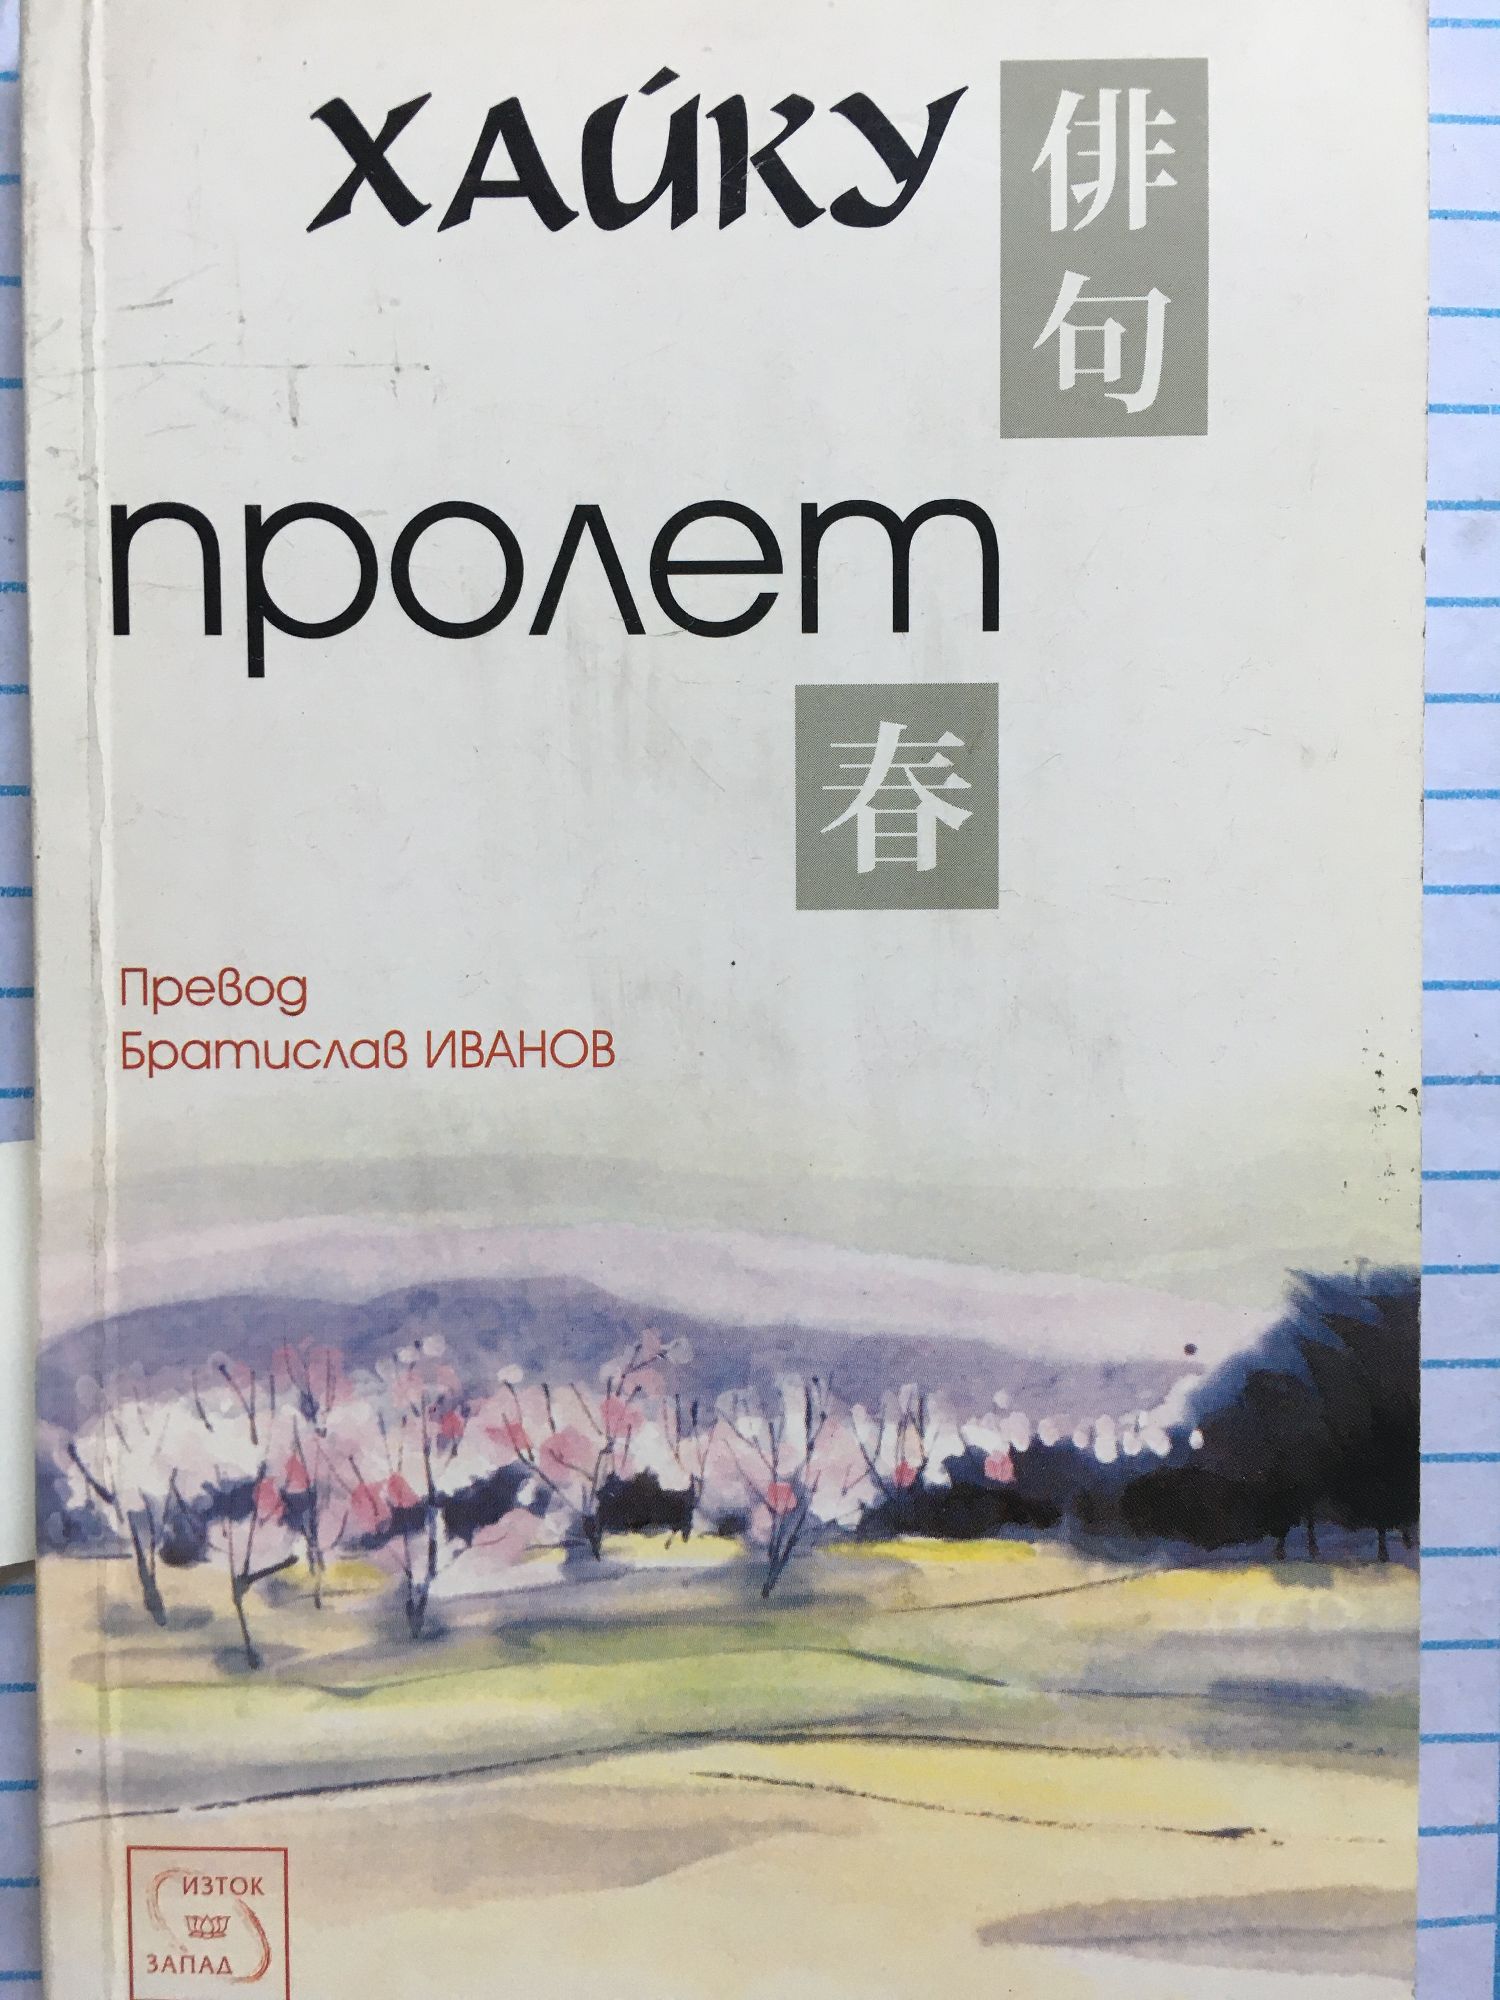 ХАЙКУ
俳句
пролет
春
Превод
Братислав ИВАНОВ
ИЗТОК
ЗАПАД